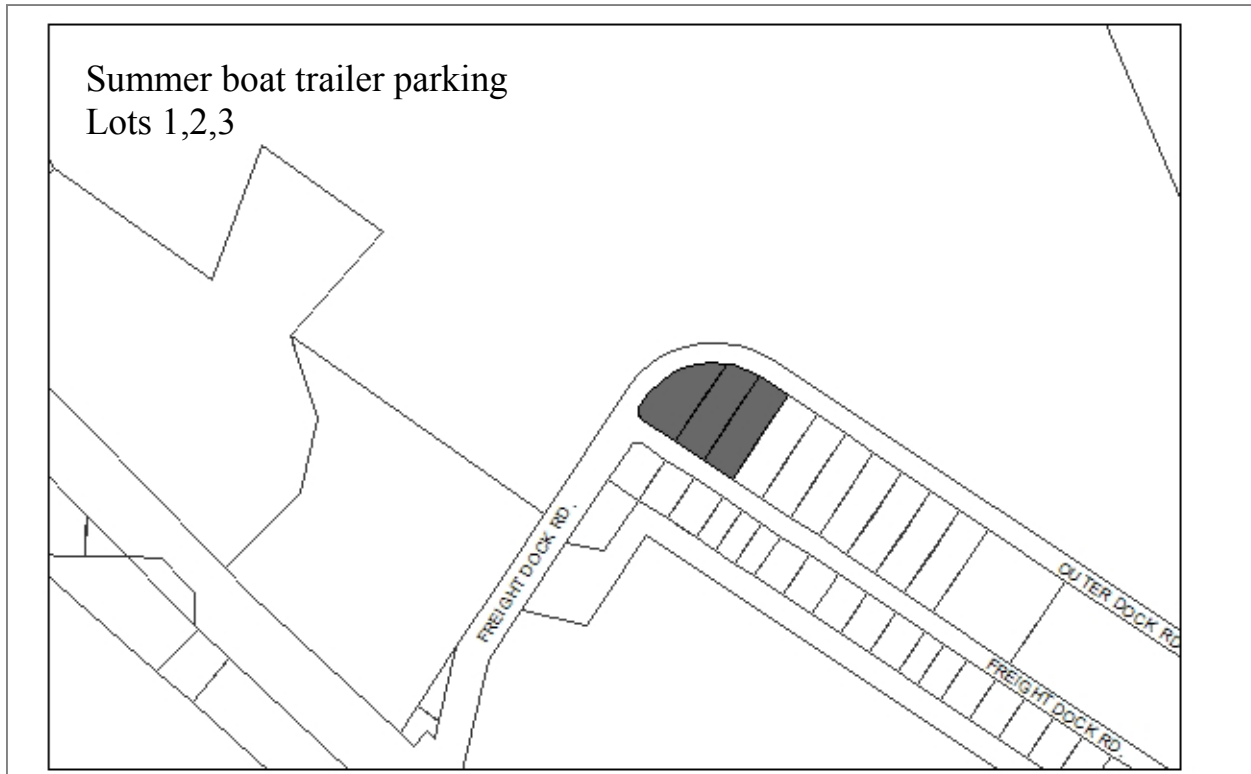 Summer boat trailer parking
Lots 1,2,3
FREIGHT DOCK RD.
OUTER DOCK RD
FREIGHT DOCK RD.